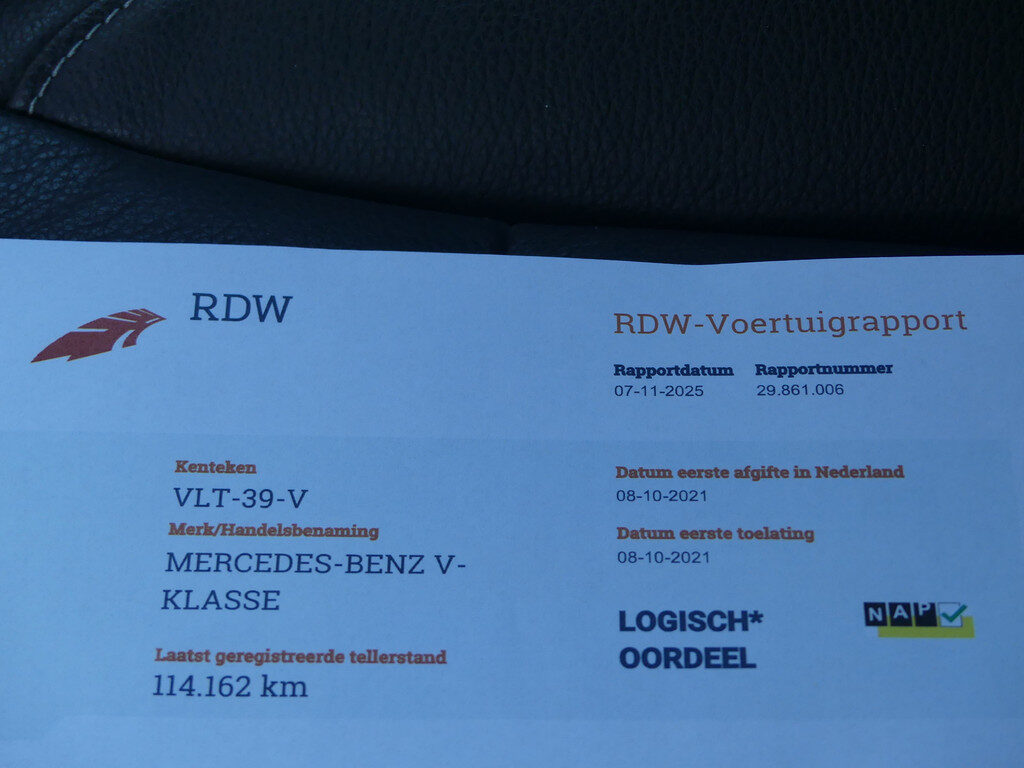 RDW
RDW-Voertuigrapport
Rapportdatum Rapportnummer
07-11-2025 29.861.006
Kenteken
VLT-39-V
Merk/Handelsbenaming
MERCEDES-BENZ V-
KLASSE
Laatst geregistreerde tellerstand
114.162 km
Datum eerste afgifte in Nederland
08-10-2021
Datum eerste toelating
08-10-2021
LOGISCH*
OORDEEL
NAP